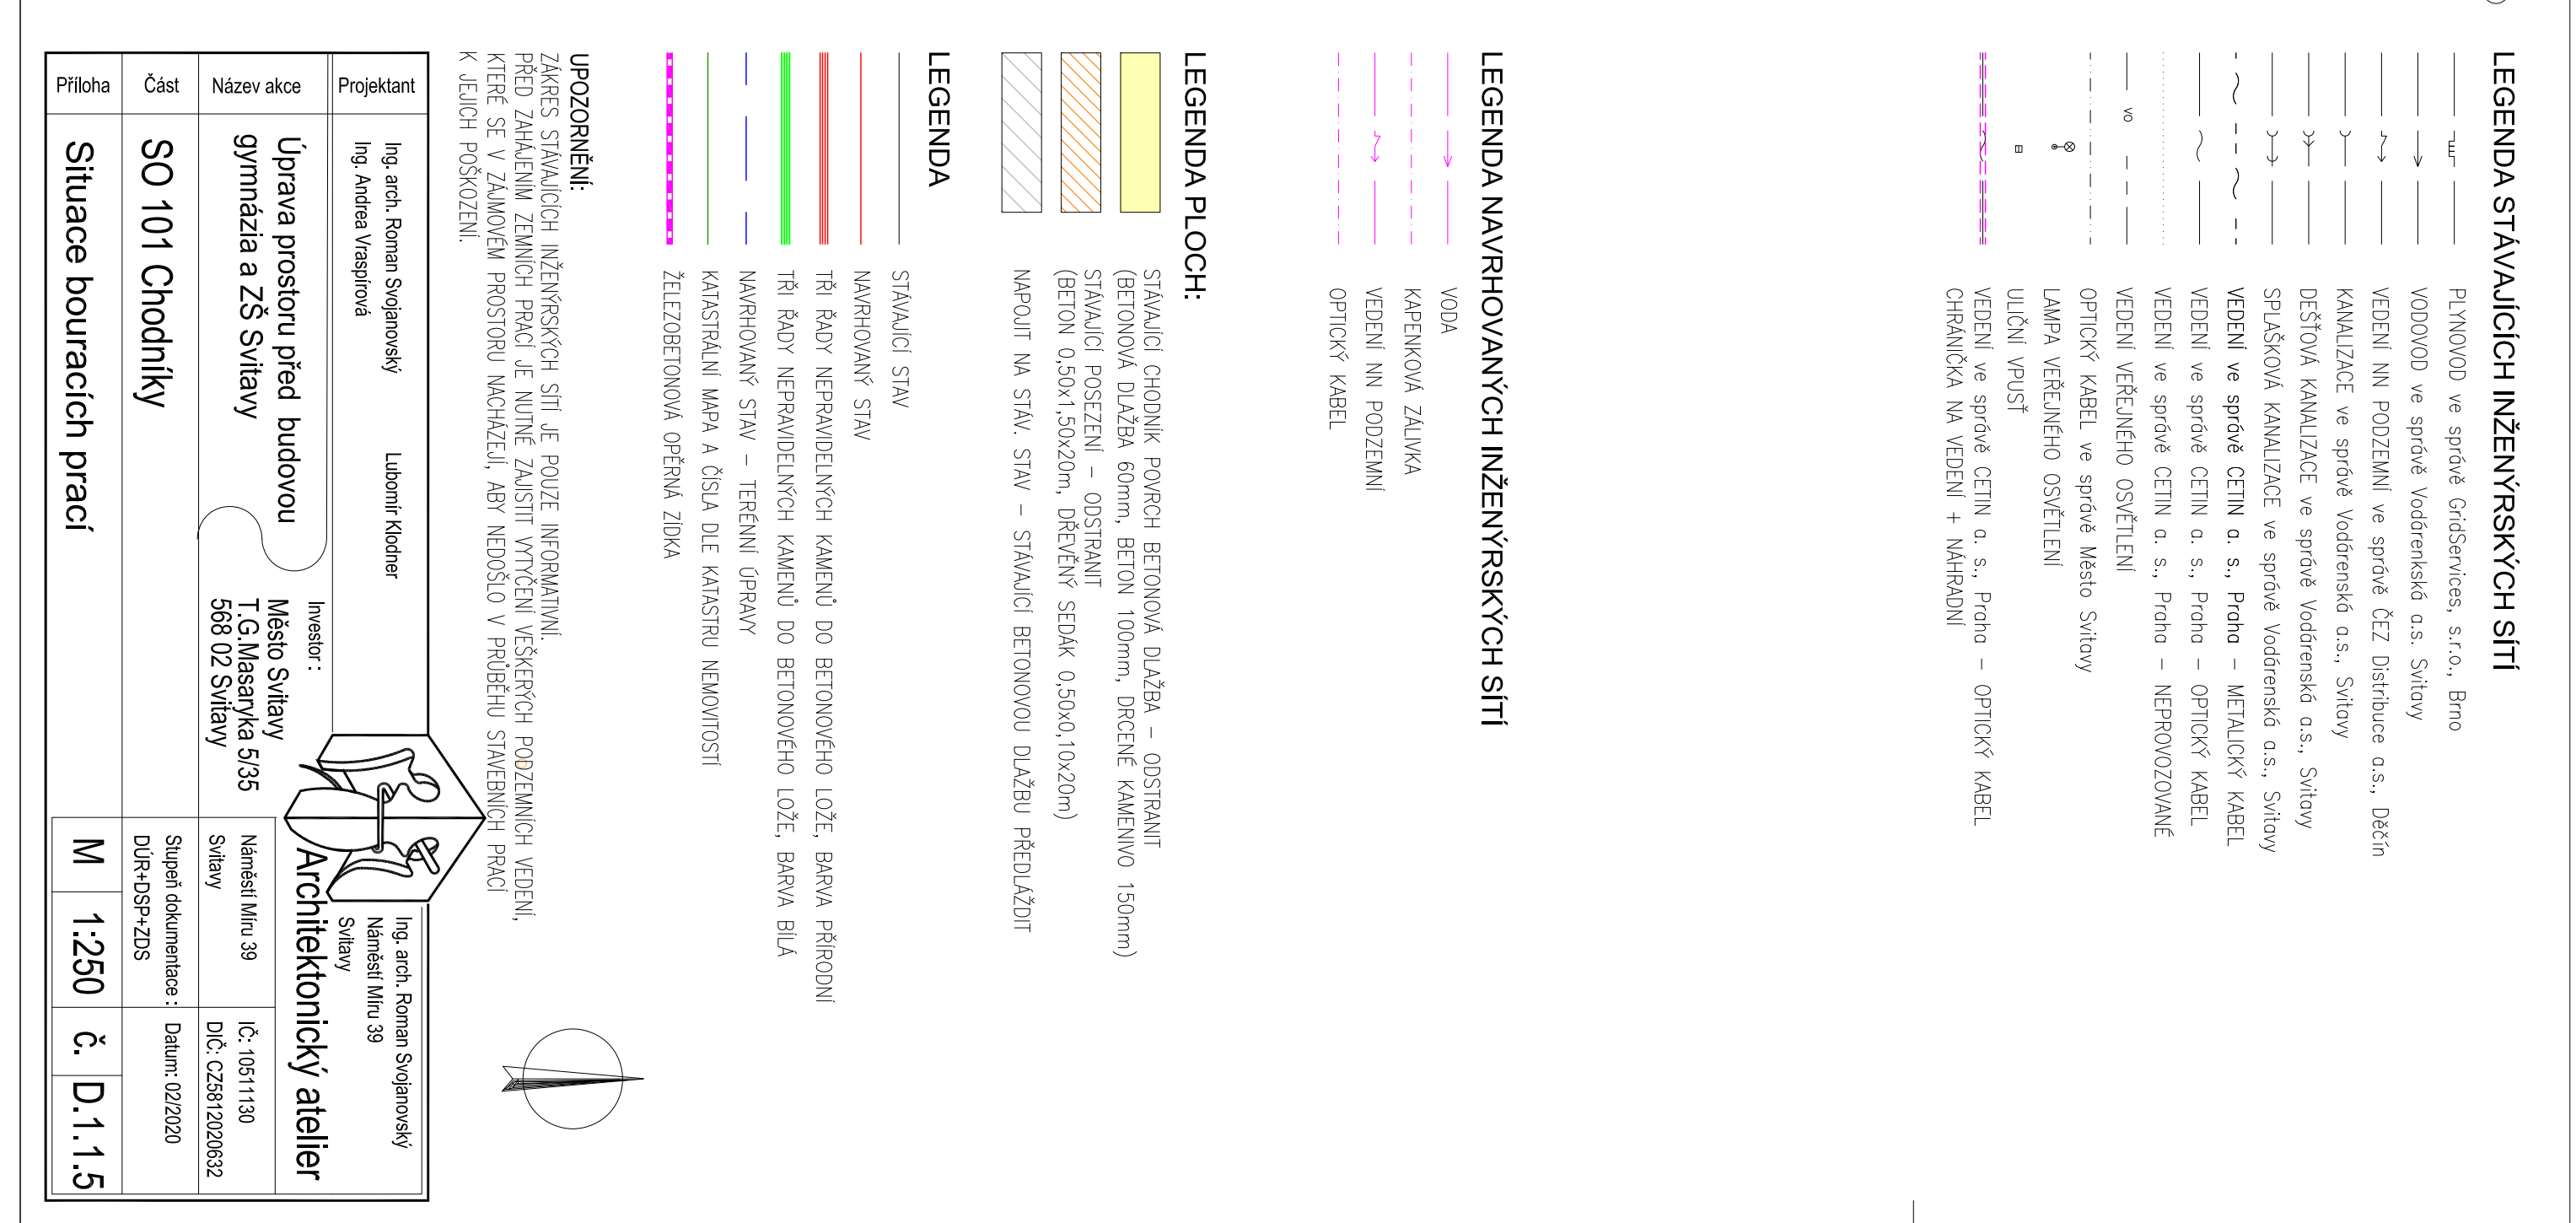 LEGENDA STÁVAJÍCÍCH INŽENÝRSKÝCH SÍTÍ
PLYNOVOD ve správě GridServices, s.r.o., Brno
VODOVOD ve správě Vodárenkská a.s. Svitavy
VEDENÍ NN PODZEMNÍ ve správě ČEZ Distribuce a.s., Děčín
KANALIZACE ve správě Vodárenská a.s., Svitavy
DEŠŤOVÁ KANALIZACE ve správě Vodárenská a.s., Svitavy
SPLAŠKOVÁ KANALIZACE ve správě Vodárenská a.s., Svitavy
VEDENÍ ve správě CETIN a. s., Praha – METALICKÝ KABEL
VEDENÍ ve správě CETIN a. s., Praha – OPTICKÝ KABEL
VEDENÍ ve správě CETIN a. s., Praha – NEPROVOZOVANÉ
VO VEDENÍ VEŘEJNÉHO OSVĚTLENÍ
OPTICKÝ KABEL ve správě Město Svitavy
LAMPA VEŘEJNÉHO OSVĚTLENÍ
ULIČNÍ VPUSŤ
VEDENÍ ve správě CETIN a. s., Praha – OPTICKÝ KABEL
CHRÁNIČKA NA VEDENÍ + NÁHRADNÍ
LEGENDA NAVRHOVANÝCH INŽENÝRSKÝCH SÍTÍ
VODA
KAPENKOVÁ ZÁLIVKA
VEDENÍ NN PODZEMNÍ
OPTICKÝ KABEL
LEGENDA PLOCH:
STÁVAJÍCÍ CHODNÍK POVRCH BETONOVÁ DLAŽBA – ODSTRANIT
(BETONOVÁ DLAŽBA 60mm, BETON 100mm, DRCENÉ KAMENIVO 150mm)
STÁVAJÍCÍ POSEZENÍ – ODSTRANIT
(BETON 0,50x1,50x20m, DŘEVĚNÝ SEDÁK 0,50x0,10x20m)
NAPOJIT NA STÁV. STAV – STÁVAJÍCÍ BETONOVOU DLAŽBU PŘEDLÁŽDIT
LEGENDA
STÁVAJÍCÍ STAV
NAVRHOVANÝ STAV
TŘI ŘADY NEPRAVIDELNÝCH KAMENŮ DO BETONOVÉHO LOŽE, BARVA PŘÍRODNÍ
TŘI ŘADY NEPRAVIDELNÝCH KAMENŮ DO BETONOVÉHO LOŽE, BARVA BÍLÁ
NAVRHOVANÝ STAV – TERÉNNÍ ÚPRAVY
KATASTRÁLNÍ MAPA A ČÍSLA DLE KATASTRU NEMOVITOSTÍ
ŽELEZOBETONOVÁ OPĚRNÁ ZÍDKA
UPOZORNĚNÍ:
ZÁKRES STÁVAJÍCÍCH INŽENÝRSKÝCH SÍTÍ JE POUZE INFORMATIVNÍ.
PŘED ZAHÁJENÍM ZEMNÍCH PRACÍ JE NUTNÉ ZAJISTIT VYTYČENÍ VEŠKERÝCH PODZEMNÍCH VEDENÍ,
KTERÉ SE V ZÁJMOVÉM PROSTORU NACHÁZEJÍ, ABY NEDOŠLO V PRŮBĚHU STAVEBNÍCH PRACÍ
K JEJICH POŠKOZENÍ.
Projektant
Ing. arch. Roman Svojanovský Lubomír Klodner
Ing. Andrea Vraspírová
Ing. arch. Roman Svojanovský
Náměstí Míru 39
Svitavy
Název akce
Úprava prostoru před budovou
gymnázia a ZŠ Svitavy
Investor :
Město Svitavy
T.G.Masaryka 5/35
568 02 Svitavy
Architektonický atelier
Náměstí Míru 39
Svitavy
IČ: 10511130
DIČ: CZ5812020632
Část
SO 101 Chodníky
Stupeň dokumentace :
DÚR+DSP+ZDS
Datum: 02/2020
Příloha
Situace bouracích prací
M 1:250 č. D.1.1.5